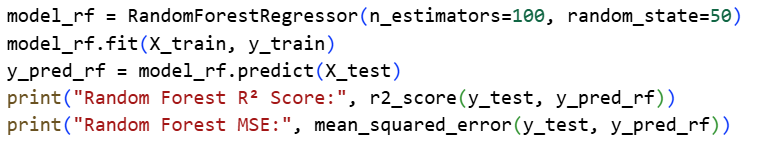 model_rf = RandomForestRegressor(n_estimators=100, random_state=50)
model_rf.fit(X_train, y_train)
y_pred_rf = model_rf.predict(X_test)
print("Random Forest R² Score:", r2_score(y_test, y_pred_rf))
print("Random Forest MSE:", mean_squared_error(y_test, y_pred_rf))